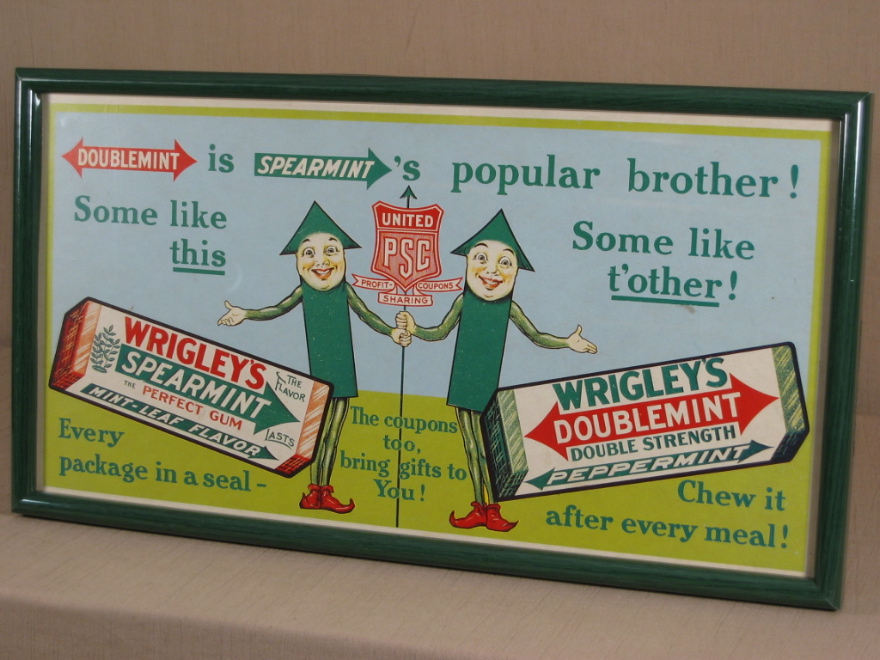 DOUBLEMINT is SPEARMINT's popular brother!
Some like
this
UNITED
PSC
PROFIT- COUPONS
SHARING
Some like
t'other!
WRIGLEY'S
SPEARMINT
THE PERFECT GUM
MINT-LEAF FLAVOR
THE
FLAVOR
LASTS
WRIGLEY'S
DOUBLEMINT
DOUBLE STRENGTH
PEPPERMINT
Every
package in a seal-
The coupons
too,
bring gifts to
You!
Chew it
after every meal!